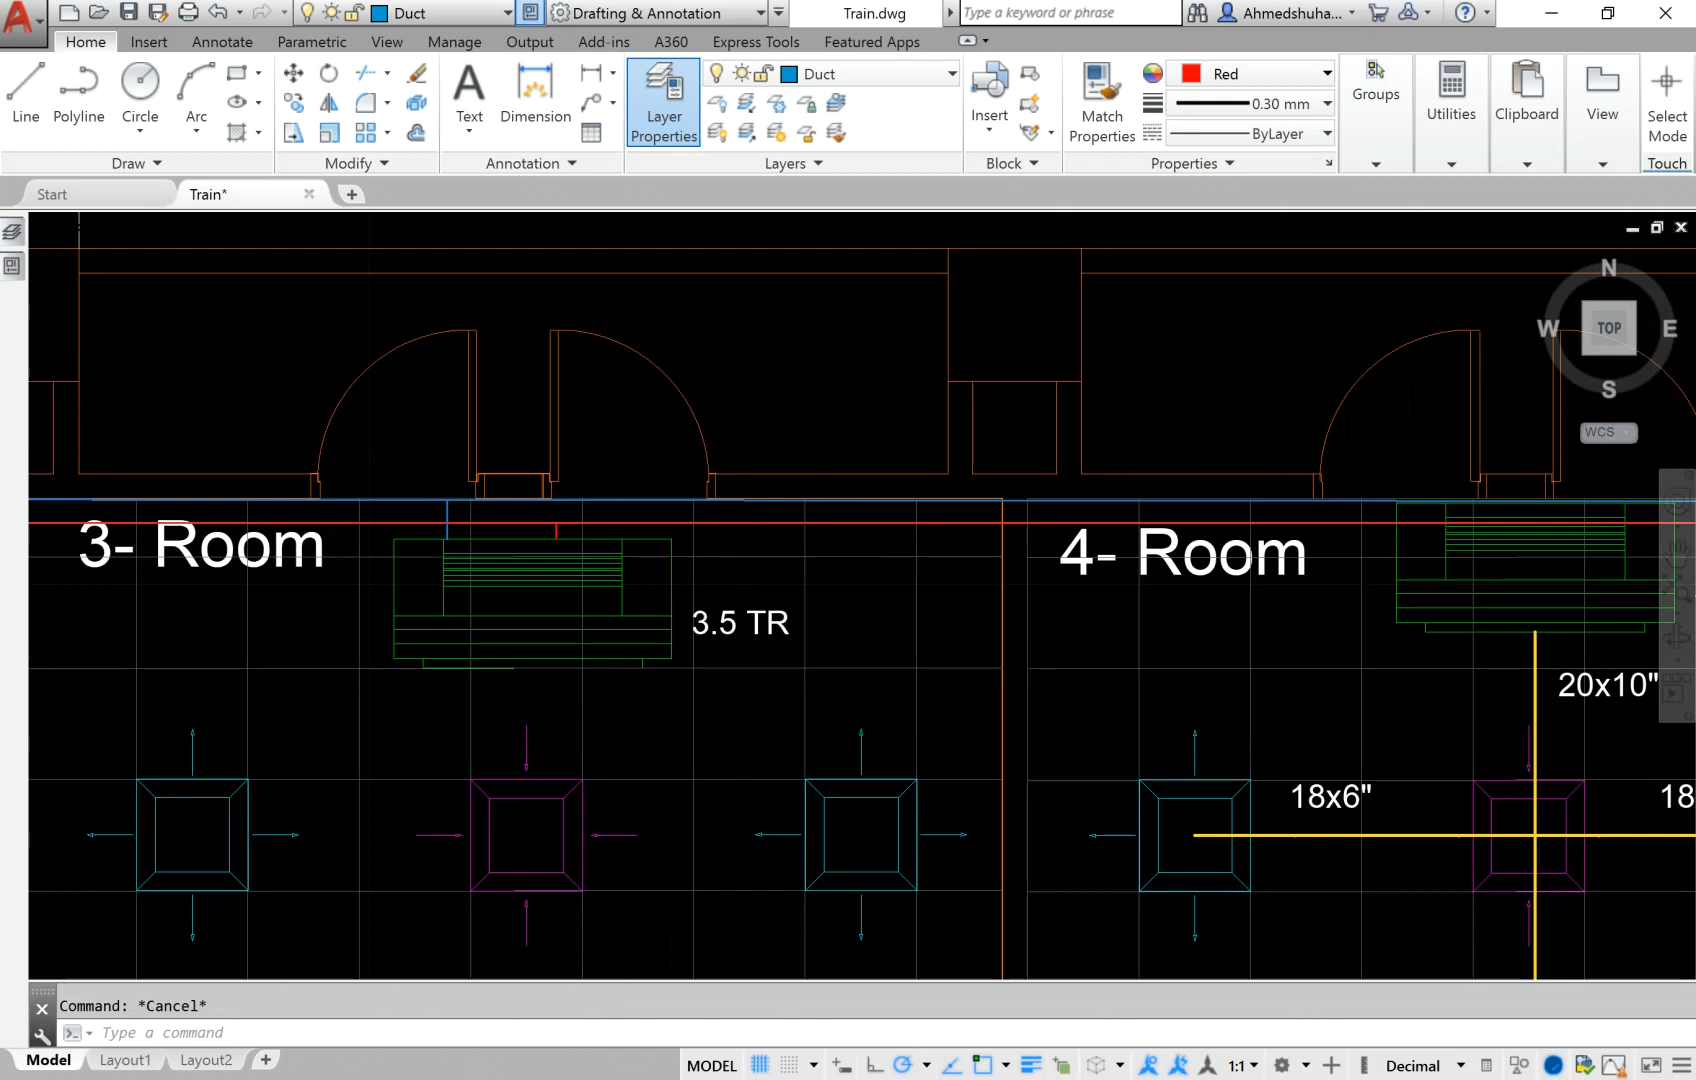 Duct
Drafting & Annotation
Train.dwg
Type a keyword or phrase
Ahmedshuha...
Home
Insert
Annotate
Parametric
View
Manage
Output
Add-ins
A360
Express Tools
Featured Apps
Line
Polyline
Circle
Arc
Text
Dimension
Layer
Properties
Duct
Insert
Match
Properties
Red
0.30 mm
ByLayer
Groups
Utilities
Clipboard
View
Select
Mode
Draw
Modify
Annotation
Layers
Block
Properties
Touch
Start
Train*
N
W
TOP
E
S
WCS
3- Room
4- Room
3.5 TR
20x10"
18x6"
18
Command: *Cancel*
Type a command
Model
Layout1
Layout2
MODEL
1:1
Decimal